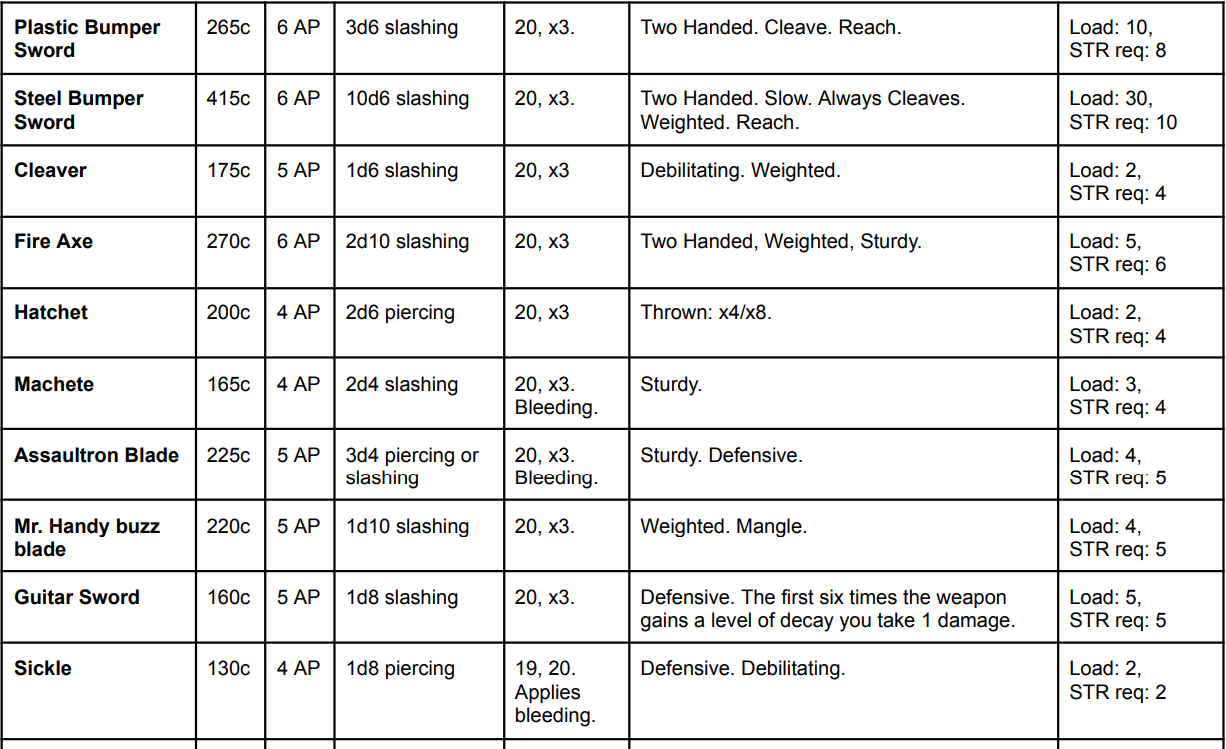 Plastic Bumper Sword 265c 6 AP 3d6 slashing 20, x3. Two Handed. Cleave. Reach. Load: 10, STR req: 8
Steel Bumper Sword 415c 6 AP 10d6 slashing 20, x3. Two Handed. Slow. Always Cleaves. Weighted. Reach. Load: 30, STR req: 10
Cleaver 175c 5 AP 1d6 slashing 20, x3 Debilitating. Weighted. Load: 2, STR req: 4
Fire Axe 270c 6 AP 2d10 slashing 20, x3 Two Handed, Weighted, Sturdy. Load: 5, STR req: 6
Hatchet 200c 4 AP 2d6 piercing 20, x3 Thrown: x4/x8. Load: 2, STR req: 4
Machete 165c 4 AP 2d4 slashing 20, x3. Bleeding. Sturdy. Load: 3, STR req: 4
Assaultron Blade 225c 5 AP 3d4 piercing or slashing 20, x3. Bleeding. Sturdy. Defensive. Load: 4, STR req: 5
Mr. Handy buzz blade 220c 5 AP 1d10 slashing 20, x3. Weighted. Mangle. Load: 4, STR req: 5
Guitar Sword 160c 5 AP 1d8 slashing 20, x3. Defensive. The first six times the weapon gains a level of decay you take 1 damage. Load: 5, STR req: 5
Sickle 130c 4 AP 1d8 piercing 19, 20. Applies bleeding. Defensive. Debilitating. Load: 2, STR req: 2